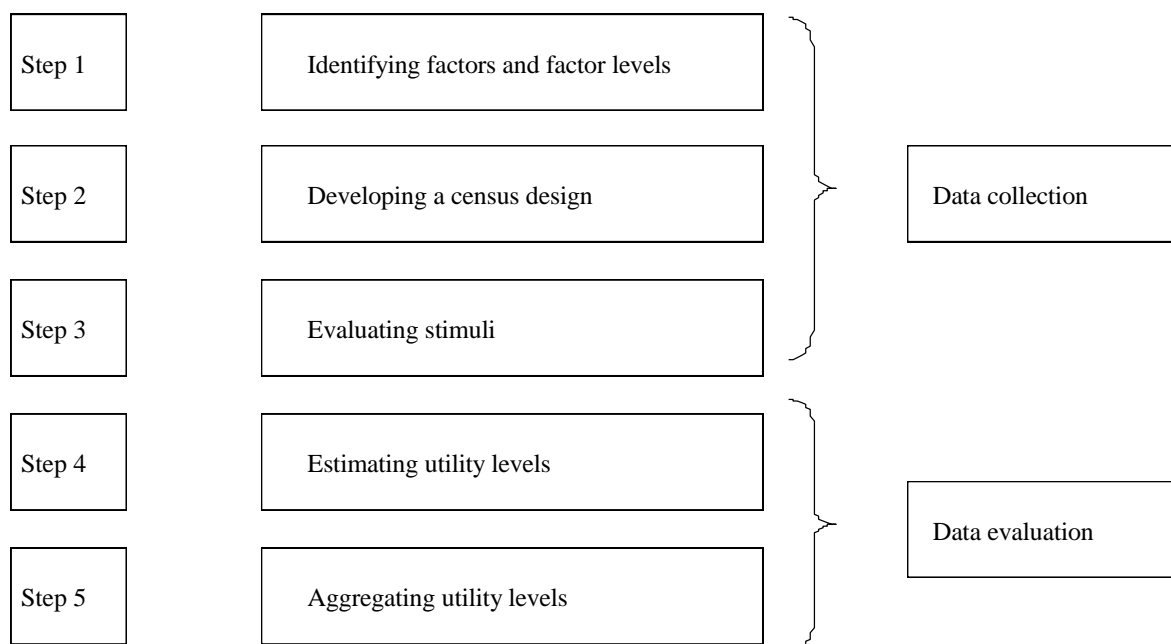 Step 1
Identifying factors and factor levels
Step 2
Developing a census design
Data collection
Step 3
Evaluating stimuli
Step 4
Estimating utility levels
Data evaluation
Step 5
Aggregating utility levels